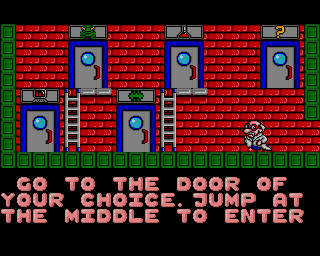 ?
GO TO THE DOOR OF
YOUR CHOICE. JUMP AT
THE MIDDLE TO ENTER